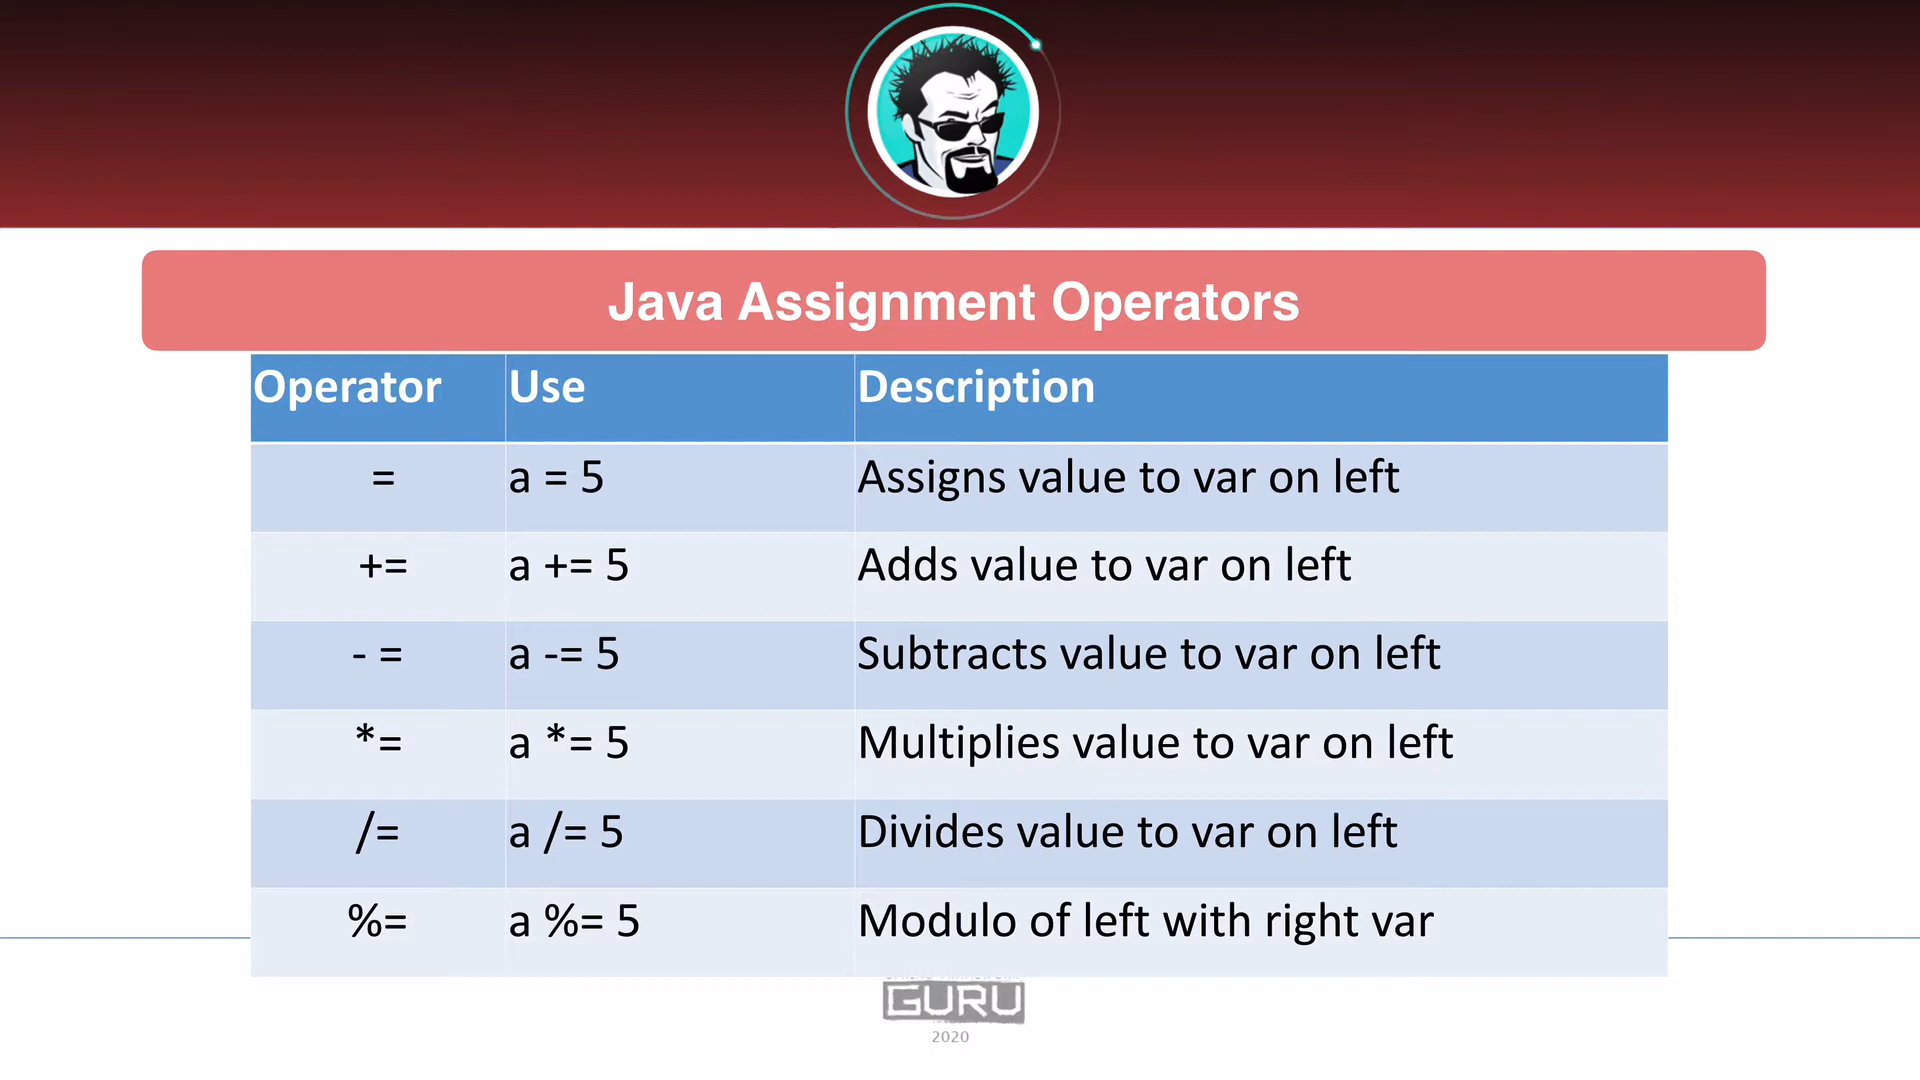 Java Assignment Operators
Operator Use Description
= a = 5 Assigns value to var on left
+= a += 5 Adds value to var on left
- = a -= 5 Subtracts value to var on left
*= a *= 5 Multiplies value to var on left
/= a /= 5 Divides value to var on left
%= a %= 5 Modulo of left with right var
GURU
2020